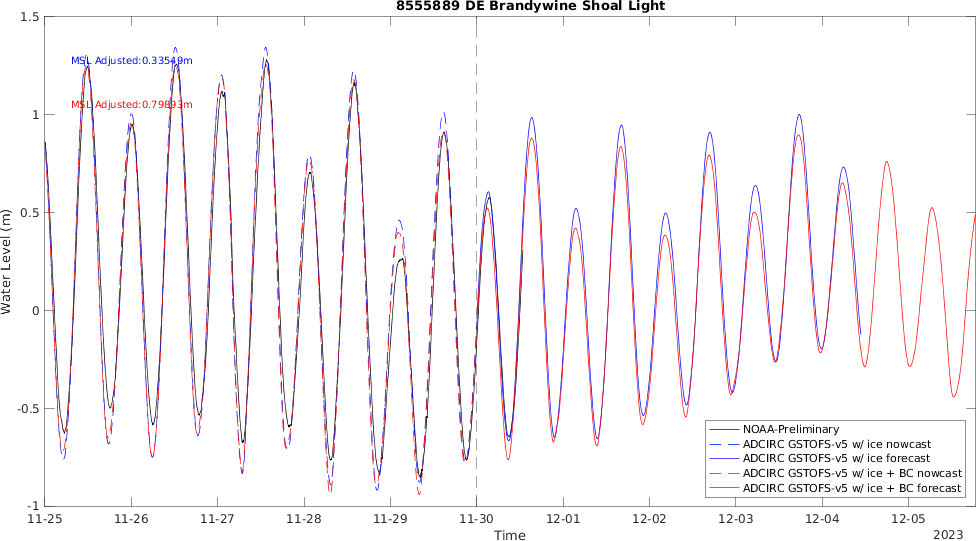 8555889 DE Brandywine Shoal Light
1.5
1
0.5
0
-0.5
-1
Water Level (m)
MSL Adjusted:0.33549m
MSL Adjusted:0.79893m
NOAA-Preliminary
ADCIRC GSTOFS-v5 w/ ice nowcast
ADCIRC GSTOFS-v5 w/ ice forecast
ADCIRC GSTOFS-v5 w/ ice + BC nowcast
ADCIRC GSTOFS-v5 w/ ice + BC forecast
11-25 11-26 11-27 11-28 11-29 11-30 12-01 12-02 12-03 12-04 12-05
Time
2023